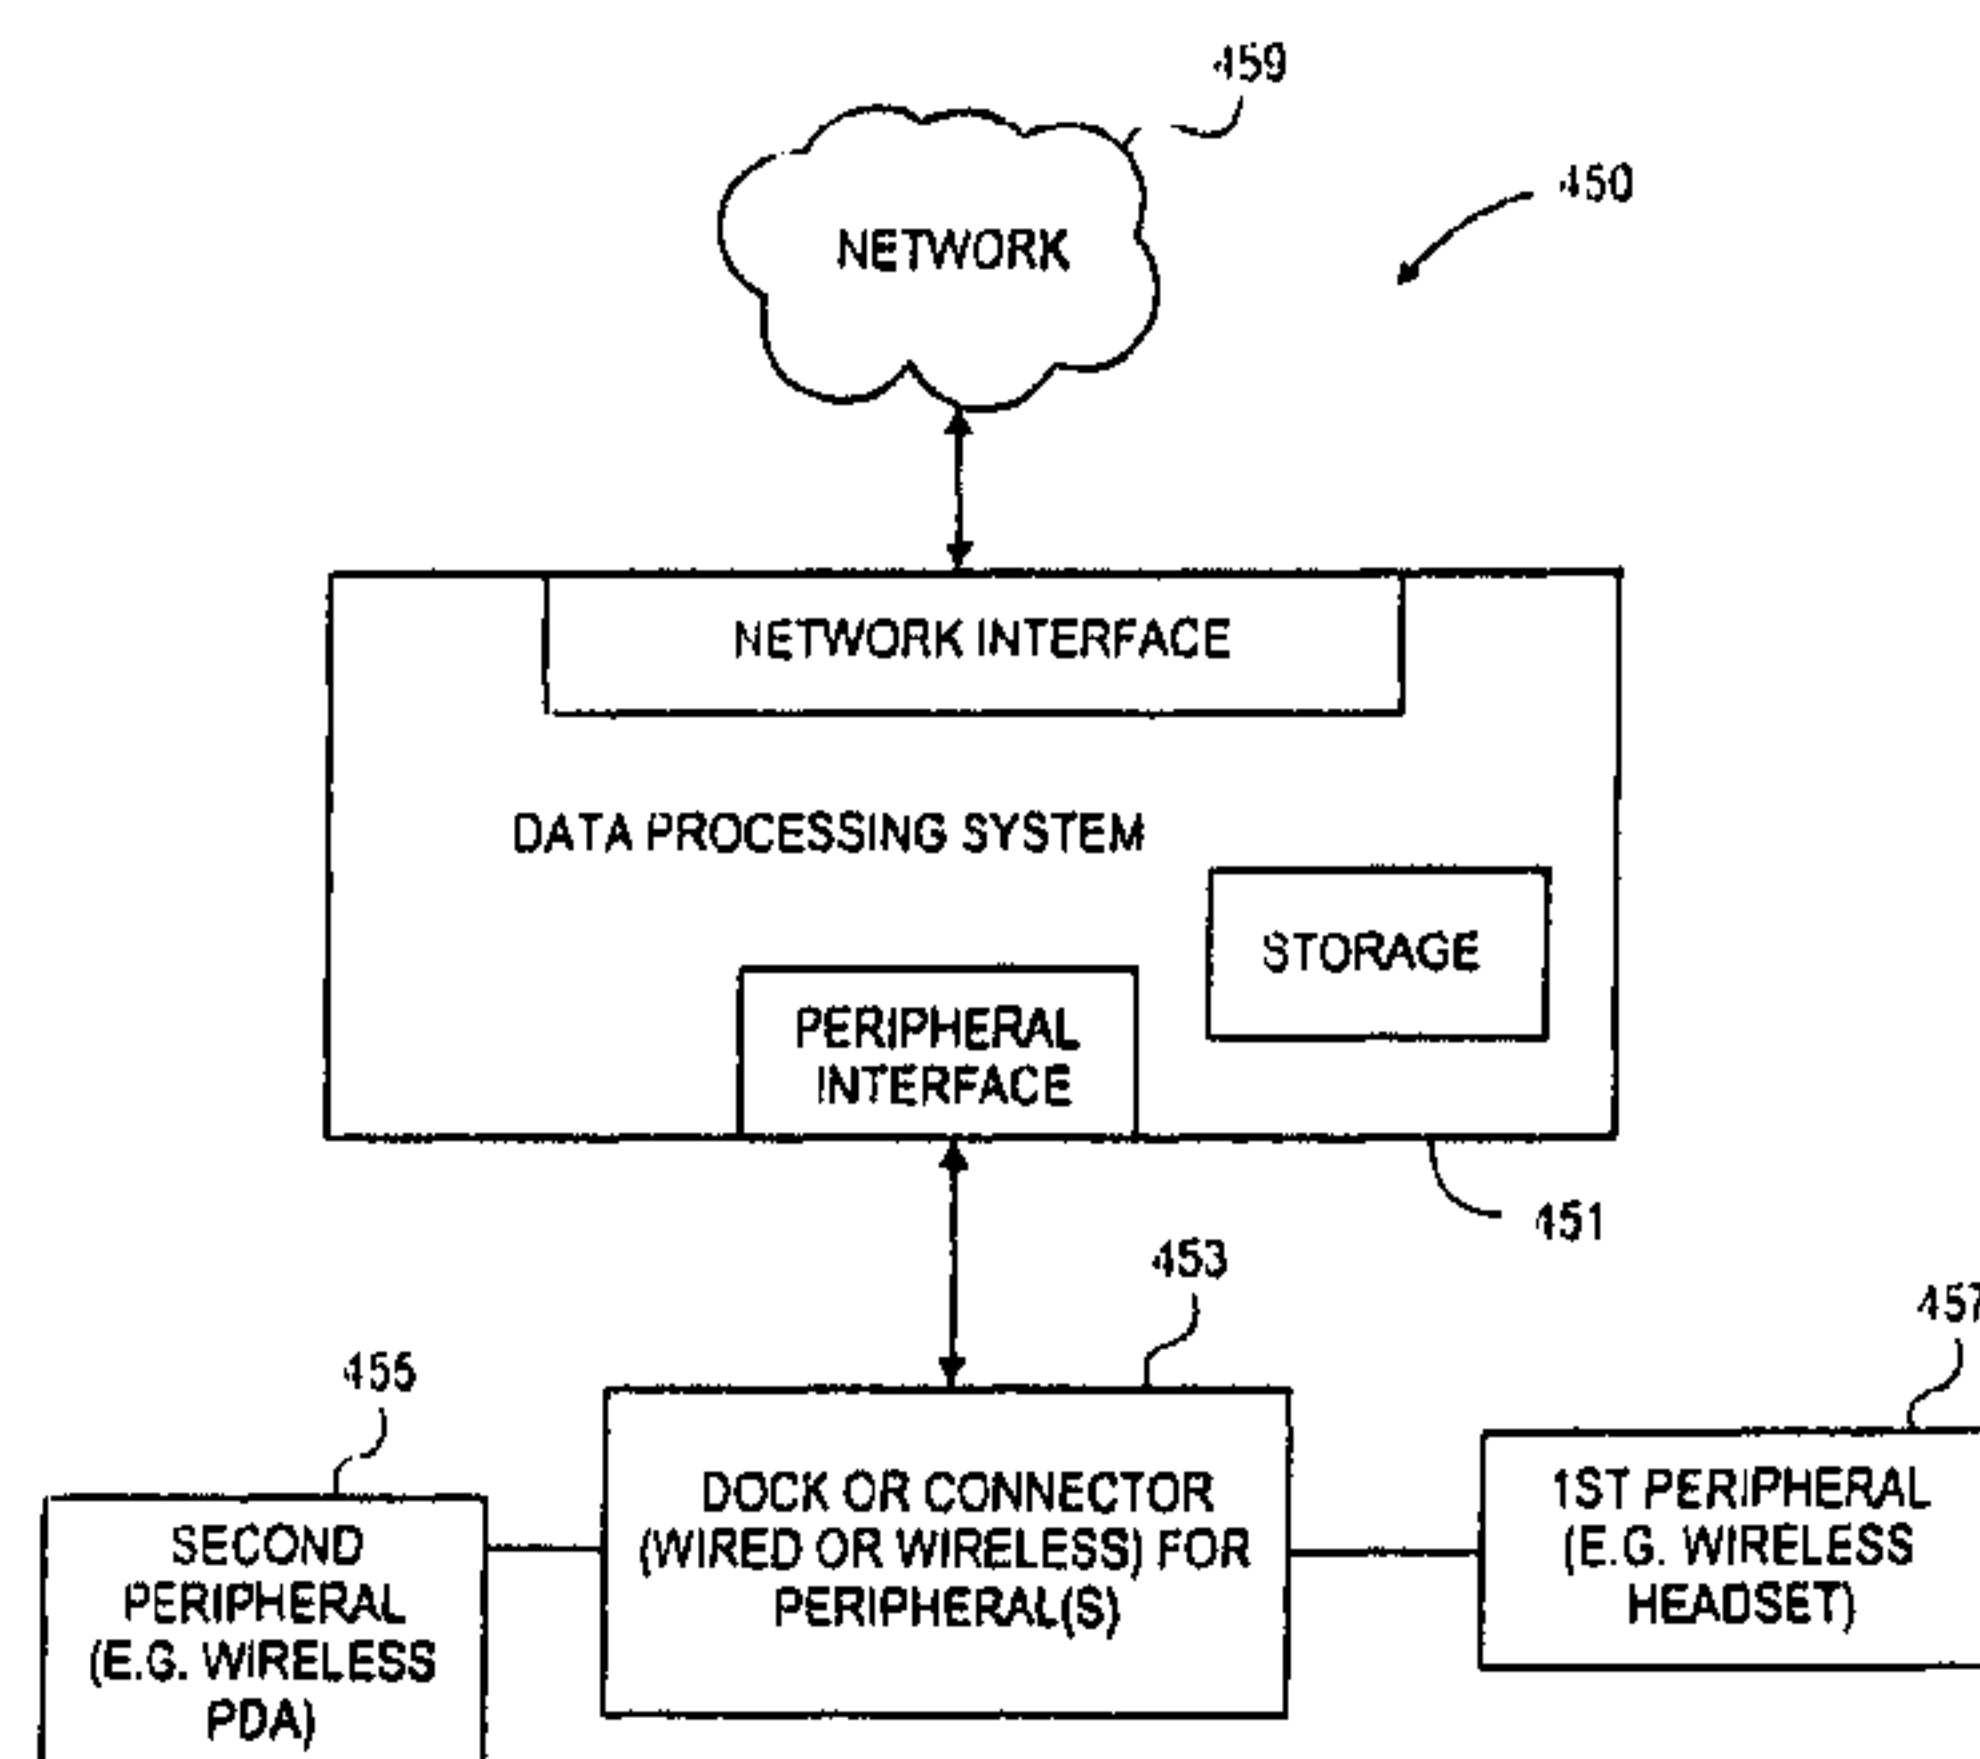 459
450
NETWORK
NETWORK INTERFACE
DATA PROCESSING SYSTEM
STORAGE
PERIPHERAL
INTERFACE
451
453
457
455
DOCK OR CONNECTOR
(WIRED OR WIRELESS) FOR
PERIPHERAL(S)
1ST PERIPHERAL
(E.G. WIRELESS
HEADSET)
SECOND
PERIPHERAL
(E.G. WIRELESS
PDA)